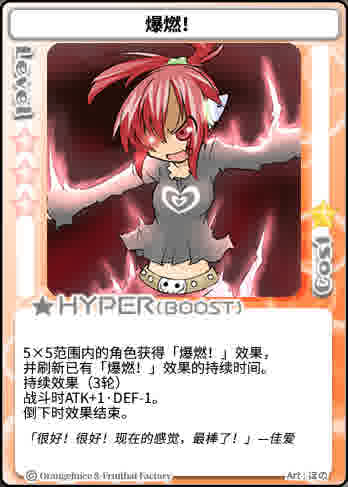 爆燃!
Level
HYPER(BOOST)
Cost
5×5范围内的角色获得「爆燃！」效果，
并刷新已有「爆燃！」效果的持续时间。
持续效果（3轮）
战斗时ATK+1·DEF-1。
倒下时效果结束。
「很好！很好！现在的感觉，最棒了！」—佳爱
© OrangeJuice & Fruitbat Factory
Art : ほの